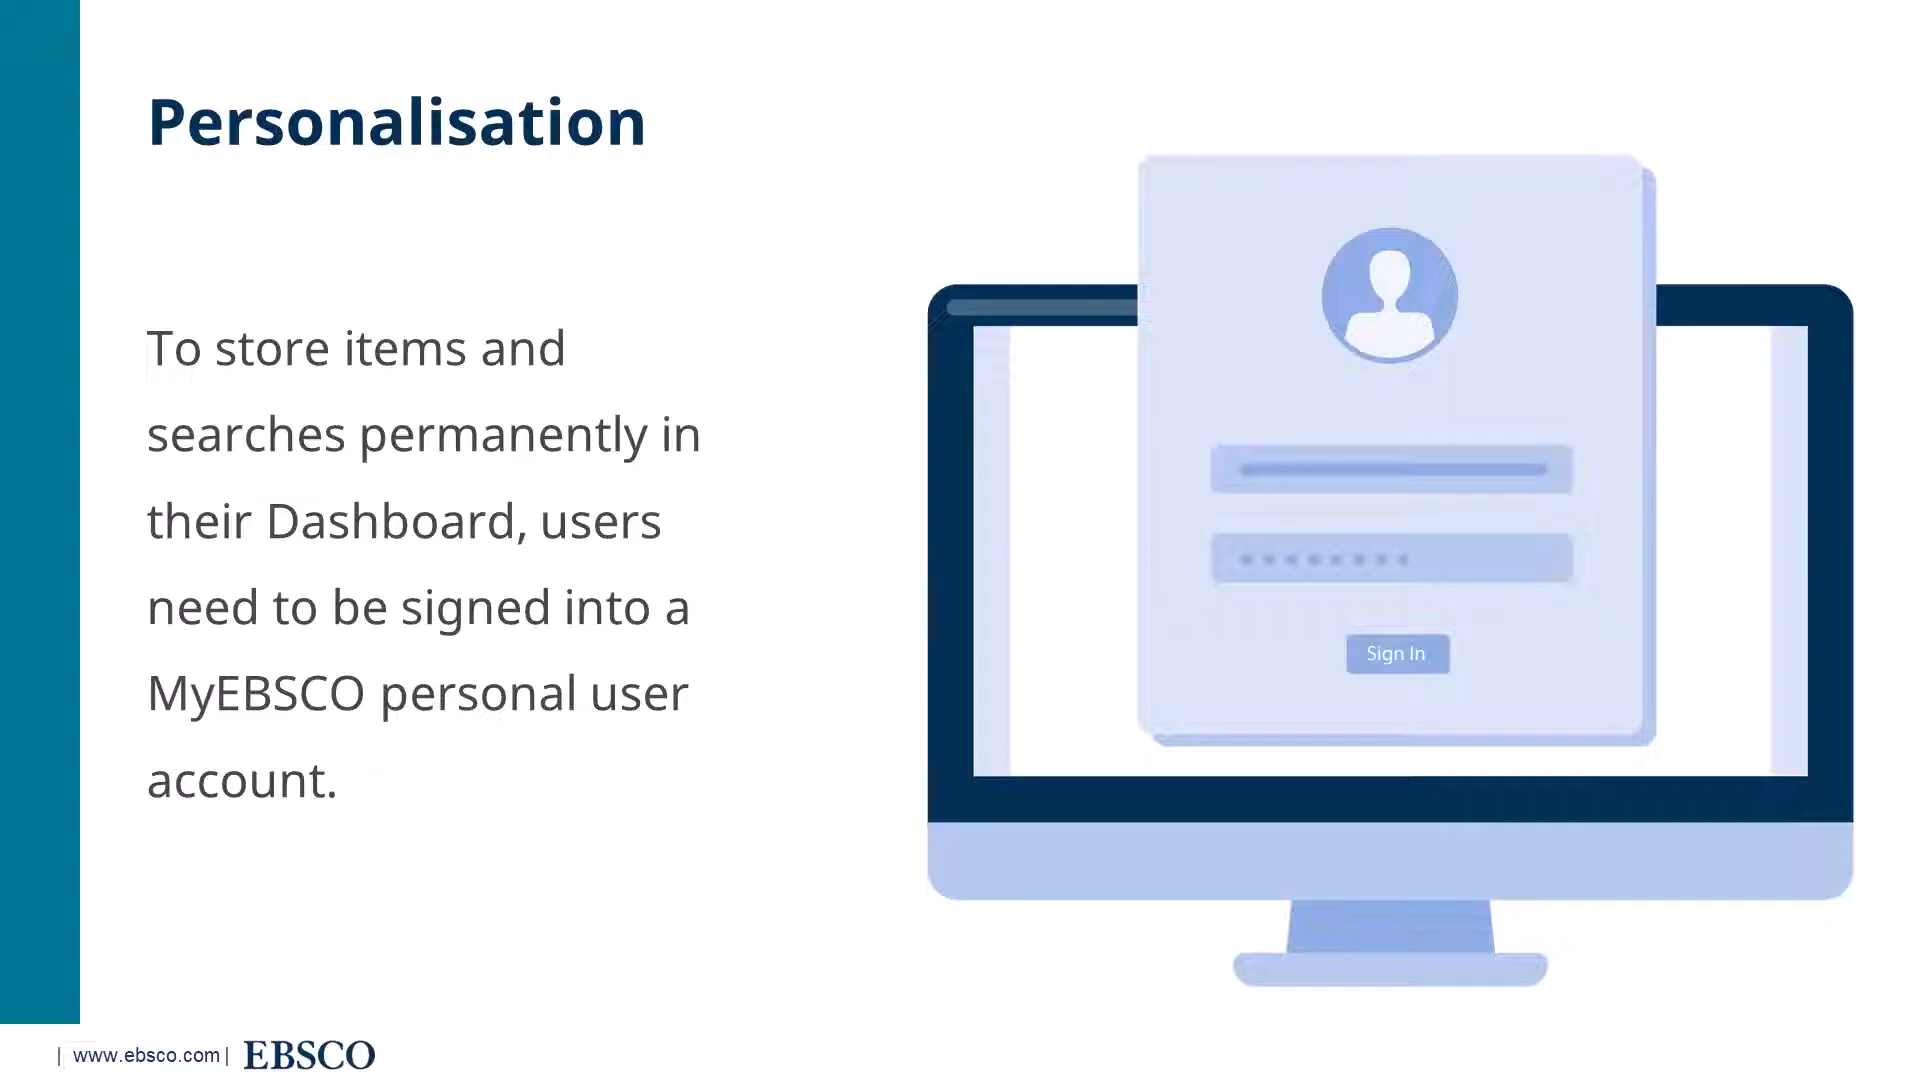 Personalisation
To store items and
searches permanently in
their Dashboard, users
need to be signed into a
MyEBSCO personal user
account.
Sign In
| www.ebsco.com | EBSCO